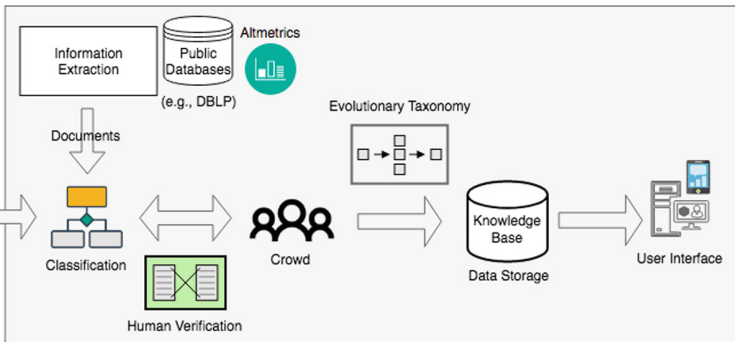 Information
Extraction
Public
Databases
(e.g., DBLP)
Altmetrics
Documents
Evolutionary Taxonomy
Classification
Human Verification
Crowd
Knowledge
Base
Data Storage
User Interface